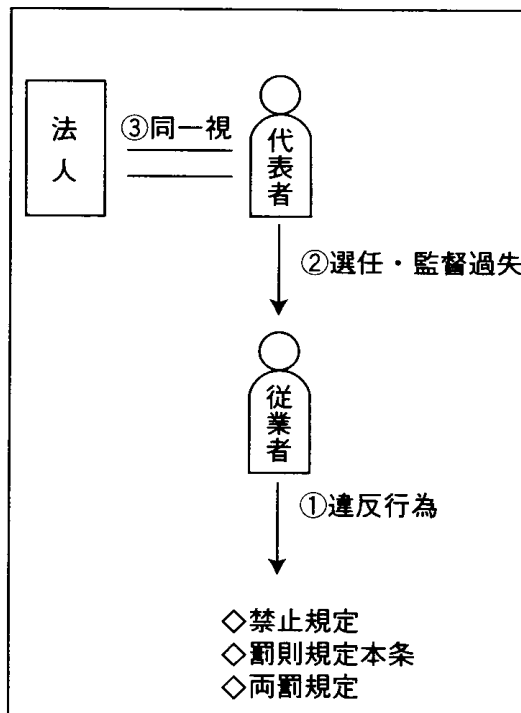 法人
③同一視
代表者
②選任・監督過失
従業者
①違反行為
◇禁止規定
◇罰則規定本条
◇両罰規定